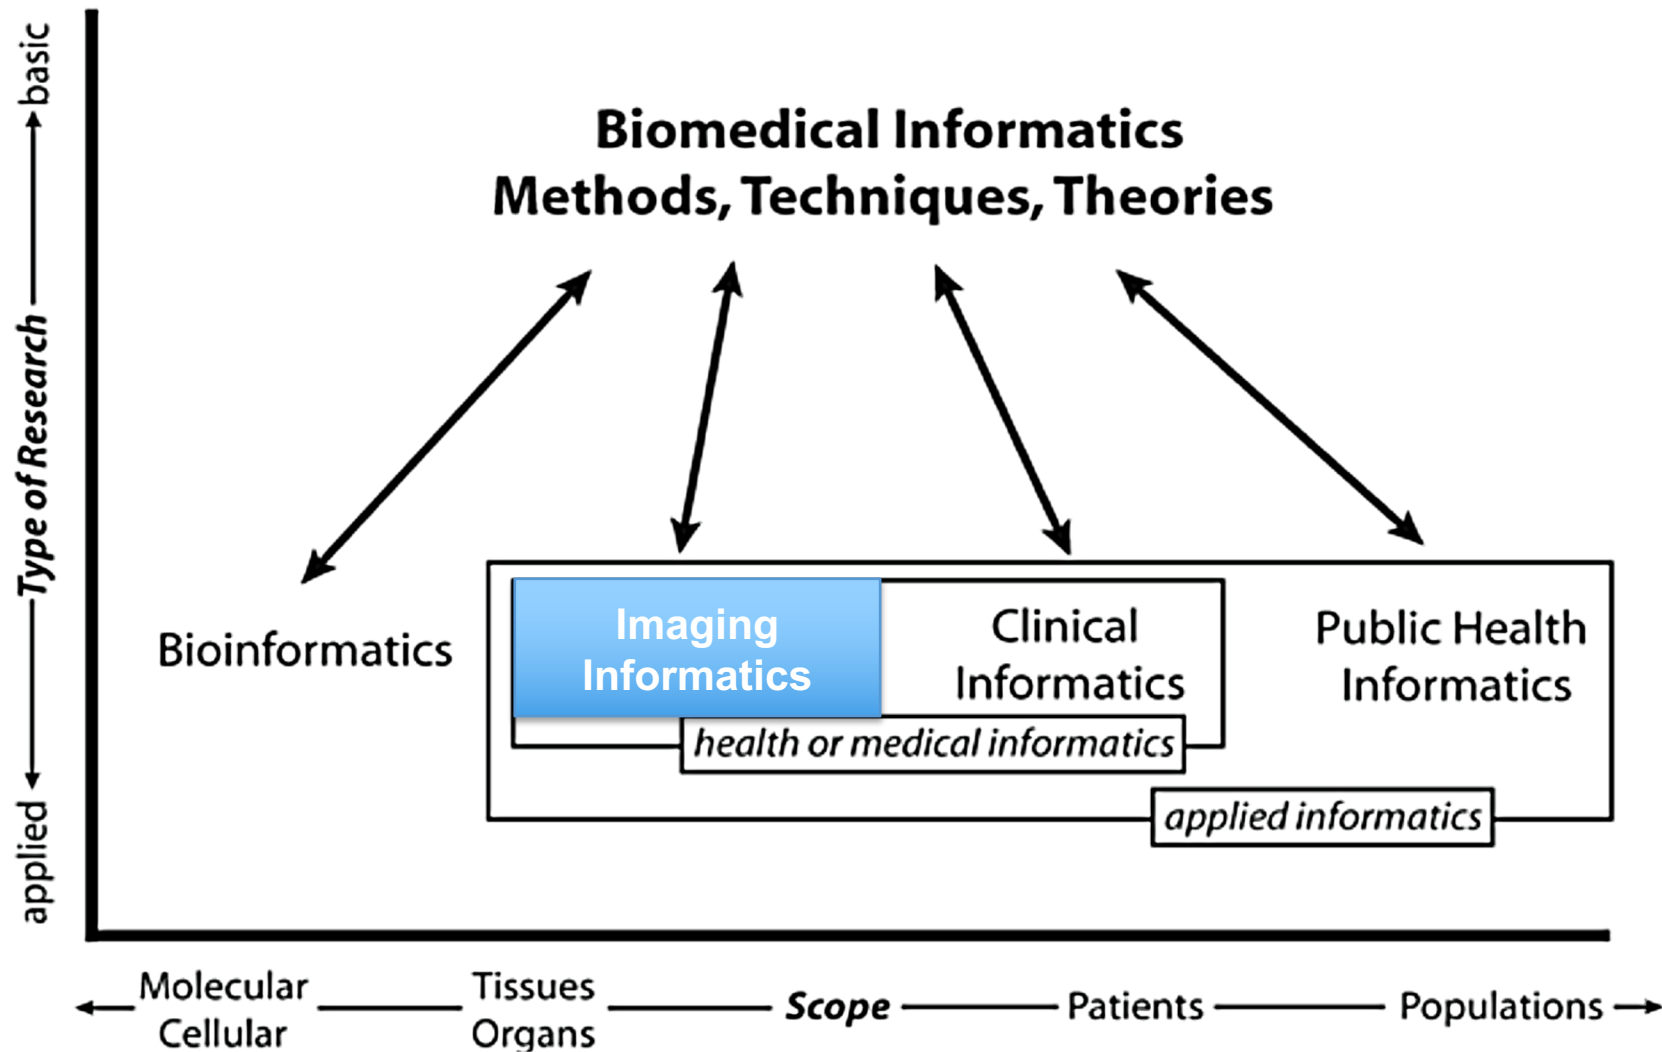 basic
Type of Research
applied
Biomedical Informatics
Methods, Techniques, Theories
Bioinformatics
Imaging
Informatics
Clinical
Informatics
Public Health
Informatics
health or medical informatics
applied informatics
Molecular
Cellular
Tissues
Organs
Scope
Patients
Populations